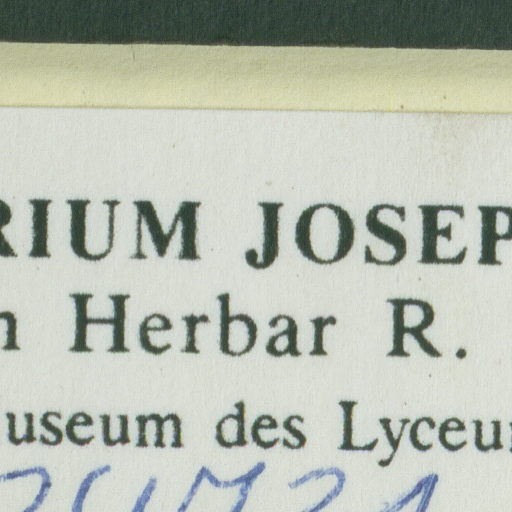 RIUM JOSEP
n Herbar R.
useum des Lyceu